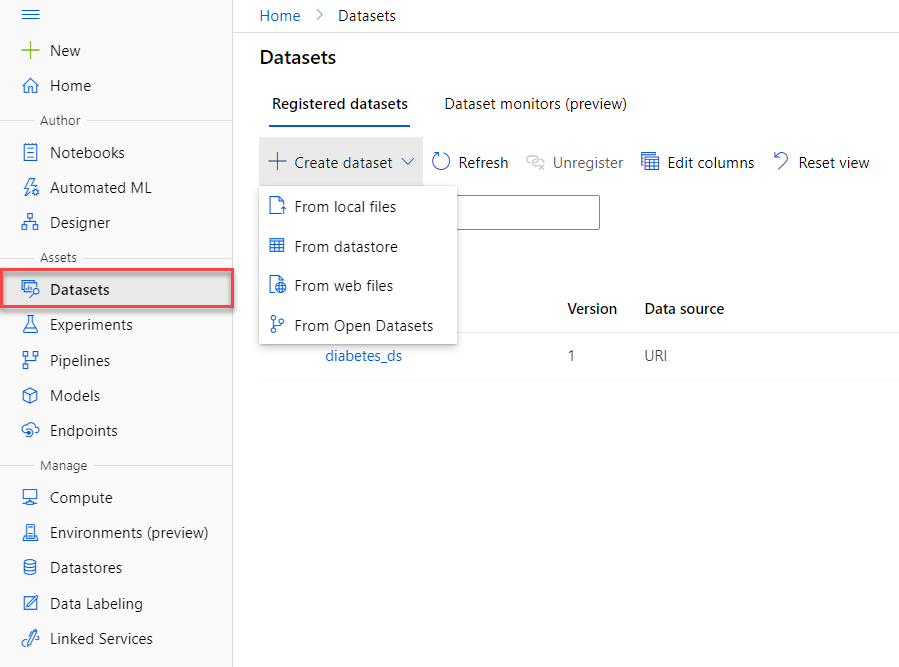 New
Home
Author
Notebooks
Automated ML
Designer
Assets
Datasets
Experiments
Pipelines
Models
Endpoints
Manage
Compute
Environments (preview)
Datastores
Data Labeling
Linked Services
Home > Datasets
Datasets
Registered datasets Dataset monitors (preview)
Create dataset Refresh Unregister Edit columns Reset view
From local files
From datastore
From web files
From Open Datasets
Version Data source
diabetes_ds 1 URI